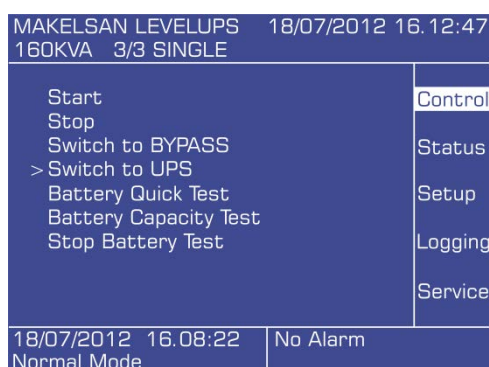 MAKELSAN LEVELUPS 18/07/2012 16.12:47
160KVA 3/3 SINGLE
Start
Stop
Switch to BYPASS
> Switch to UPS
Battery Quick Test
Battery Capacity Test
Stop Battery Test
Control
Status
Setup
Logging
Service
18/07/2012 16.08:22 No Alarm
Normal Mode